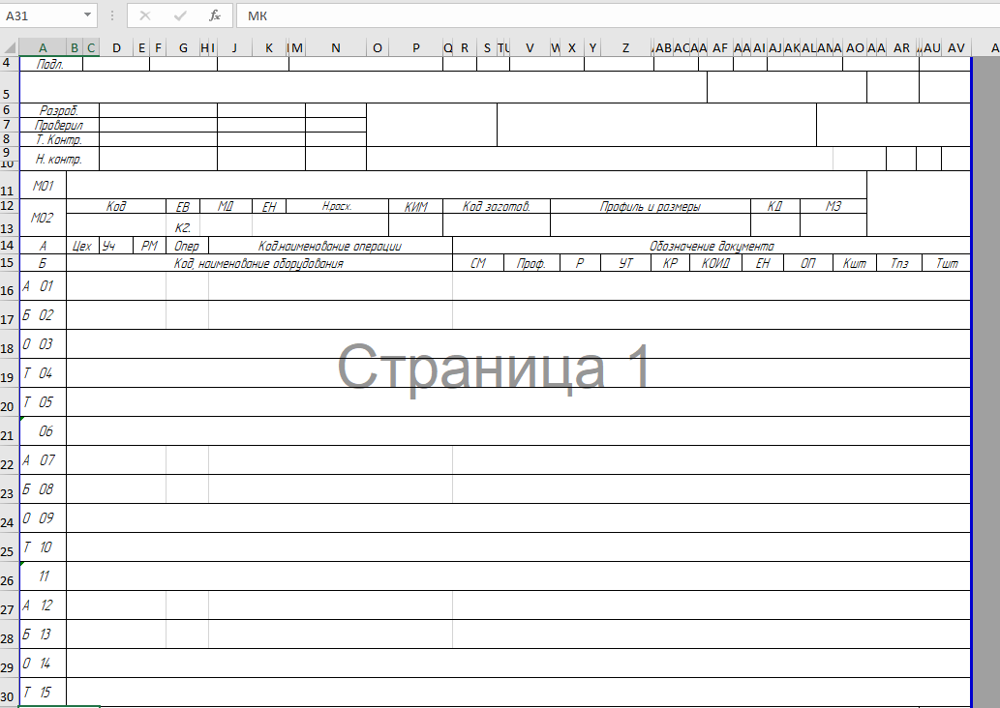 A31 fx МК
A B C D E F G H I J K L M N O P Q R S T U V W X Y Z AB AC AF AI AJ AK AL AO AR AU AV
4 Подл.
5
6 Разраб.
7 Проверил
8 Т. Контр.
9 Н. контр.
10
11 М01
12 Код ЕВ МД ЕН Н.расх. КИМ Код заготов. Профиль и размеры КД МЗ
13 М02 К2.
14 А Цех Уч РМ Опер Код,наименование операции Обозначение документа
15 Б Код, наименование оборудования СМ Проф. Р УТ КР КОИД ЕН ОП Кшт Тпз Тшт
16 А 01
17 Б 02
18 О 03
Страница 1
19 Т 04
20 Т 05
21 06
22 А 07
23 Б 08
24 О 09
25 Т 10
26 11
27 А 12
28 Б 13
29 О 14
30 Т 15